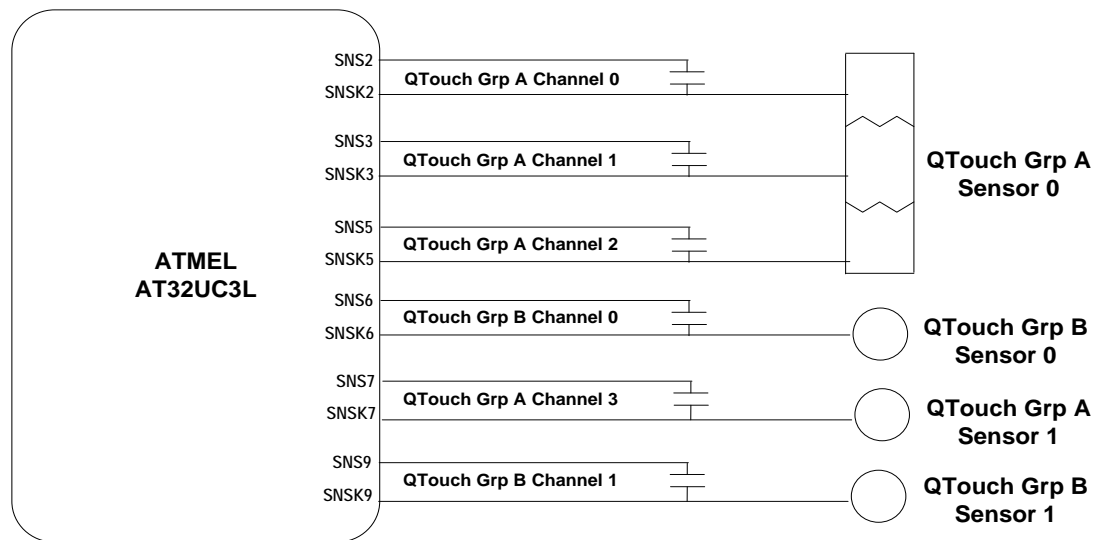 SNS2
QTouch Grp A Channel 0
SNSK2
SNS3
QTouch Grp A Channel 1
SNSK3
QTouch Grp A
Sensor 0
SNS5
QTouch Grp A Channel 2
SNSK5
ATMEL
AT32UC3L
SNS6
QTouch Grp B Channel 0
SNSK6
QTouch Grp B
Sensor 0
SNS7
QTouch Grp A Channel 3
SNSK7
QTouch Grp A
Sensor 1
SNS9
QTouch Grp B Channel 1
SNSK9
QTouch Grp B
Sensor 1